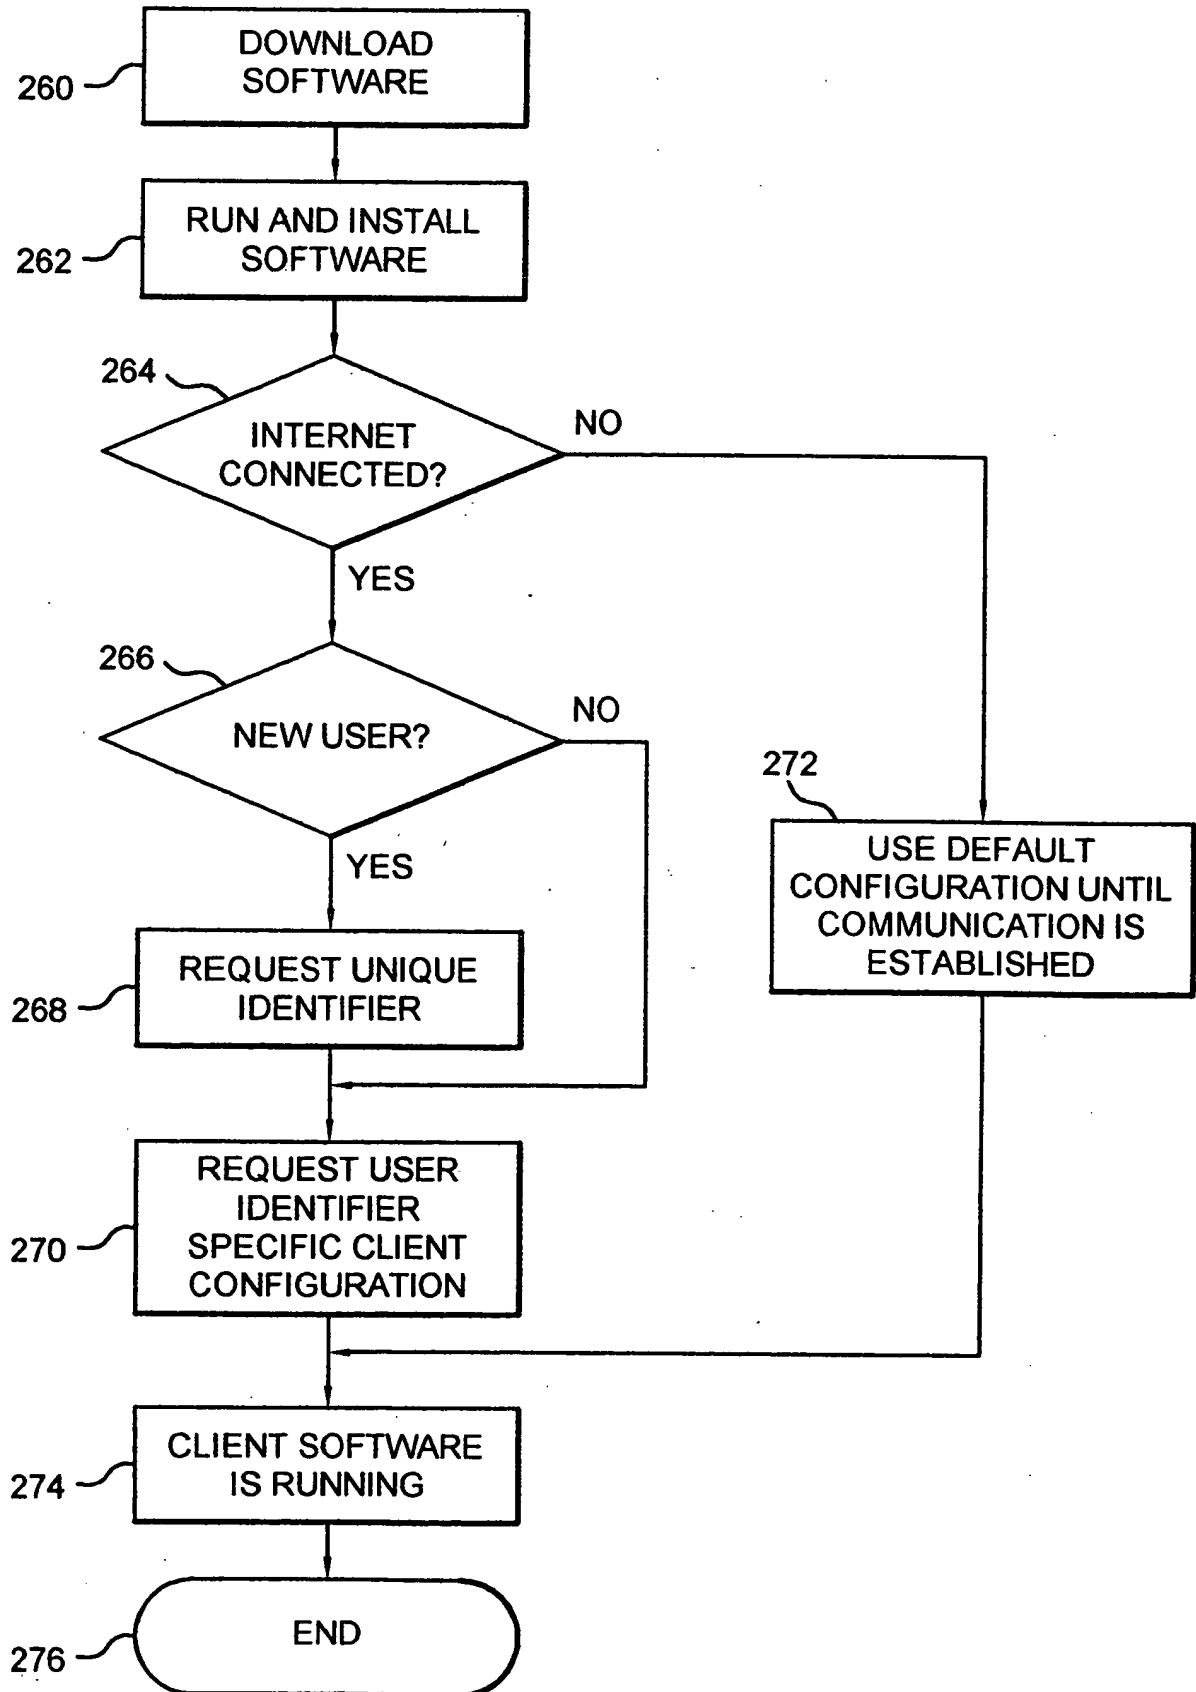 DOWNLOAD
SOFTWARE
260
RUN AND INSTALL
SOFTWARE
262
264
INTERNET
CONNECTED?
NO
YES
266
NEW USER?
NO
YES
272
USE DEFAULT
CONFIGURATION UNTIL
COMMUNICATION IS
ESTABLISHED
REQUEST UNIQUE
IDENTIFIER
268
REQUEST USER
IDENTIFIER
SPECIFIC CLIENT
CONFIGURATION
270
CLIENT SOFTWARE
IS RUNNING
274
END
276